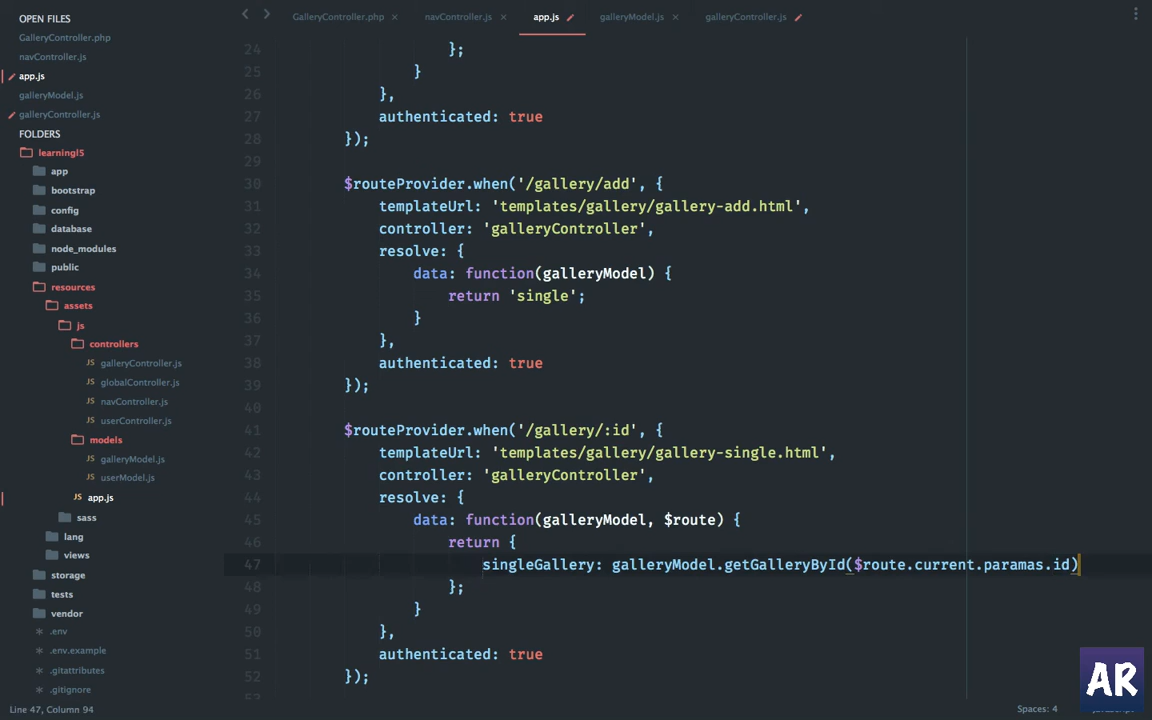 OPEN FILES
GalleryController.php
navController.js
app.js
galleryModel.js
galleryController.js
FOLDERS
learningl5
app
bootstrap
config
database
node_modules
public
resources
assets
js
controllers
JS galleryController.js
JS globalController.js
JS navController.js
JS userController.js
models
JS galleryModel.js
JS userModel.js
JS app.js
sass
lang
views
storage
tests
vendor
* .env
* .env.example
* .gitattributes
* .gitignore
GalleryController.php × navController.js × app.js galleryModel.js × galleryController.js
24 };
25 }
26 },
27 authenticated: true
28 });
29
30 $routeProvider.when('/gallery/add', {
31 templateUrl: 'templates/gallery/gallery-add.html',
32 controller: 'galleryController',
33 resolve: {
34 data: function(galleryModel) {
35 return 'single';
36 }
37 },
38 authenticated: true
39 });
40
41 $routeProvider.when('/gallery/:id', {
42 templateUrl: 'templates/gallery/gallery-single.html',
43 controller: 'galleryController',
44 resolve: {
45 data: function(galleryModel, $route) {
46 return {
47 singleGallery: galleryModel.getGalleryById($route.current.paramas.id)
48 };
49 }
50 },
51 authenticated: true
52 });
AR
Line 47, Column 94
Spaces: 4